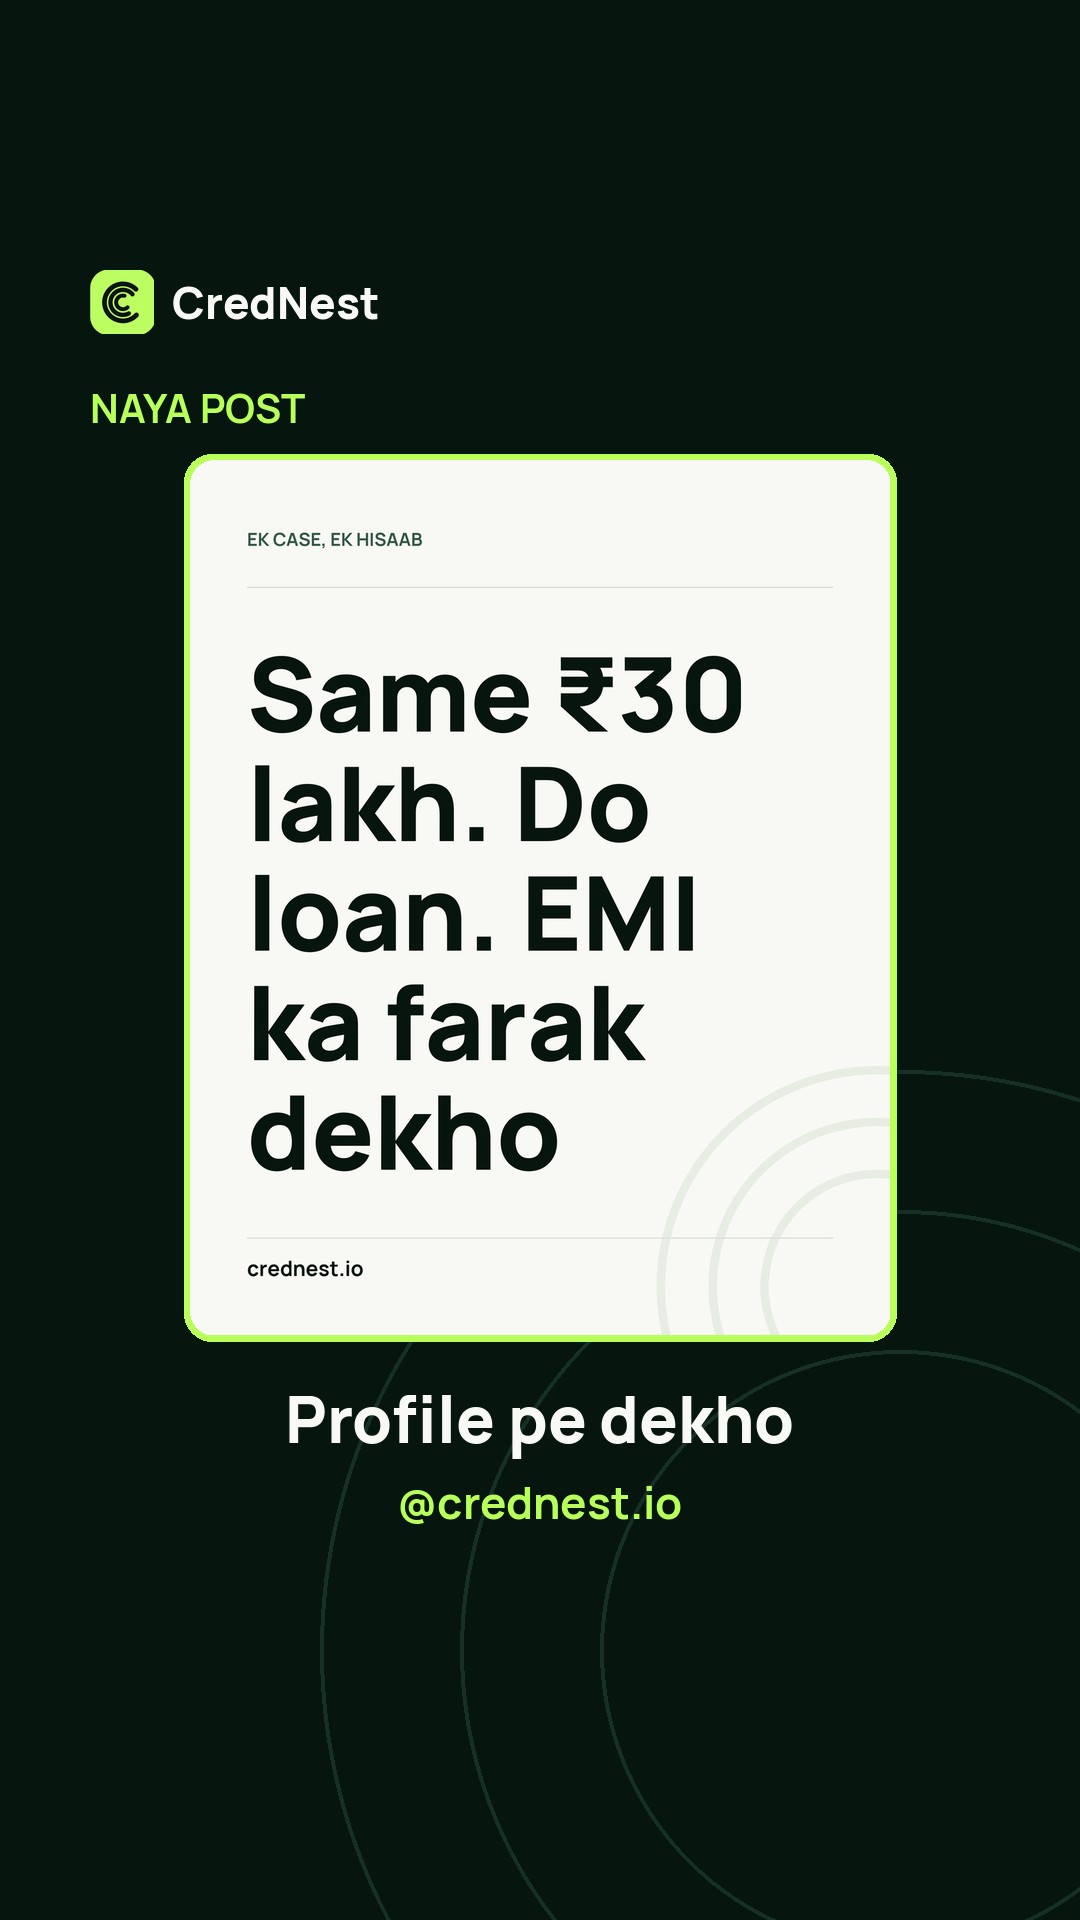 CredNest
NAYA POST
EK CASE, EK HISAAB
Same ₹30
lakh. Do
loan. EMI
ka farak
dekho
crednest.io
Profile pe dekho
@crednest.io